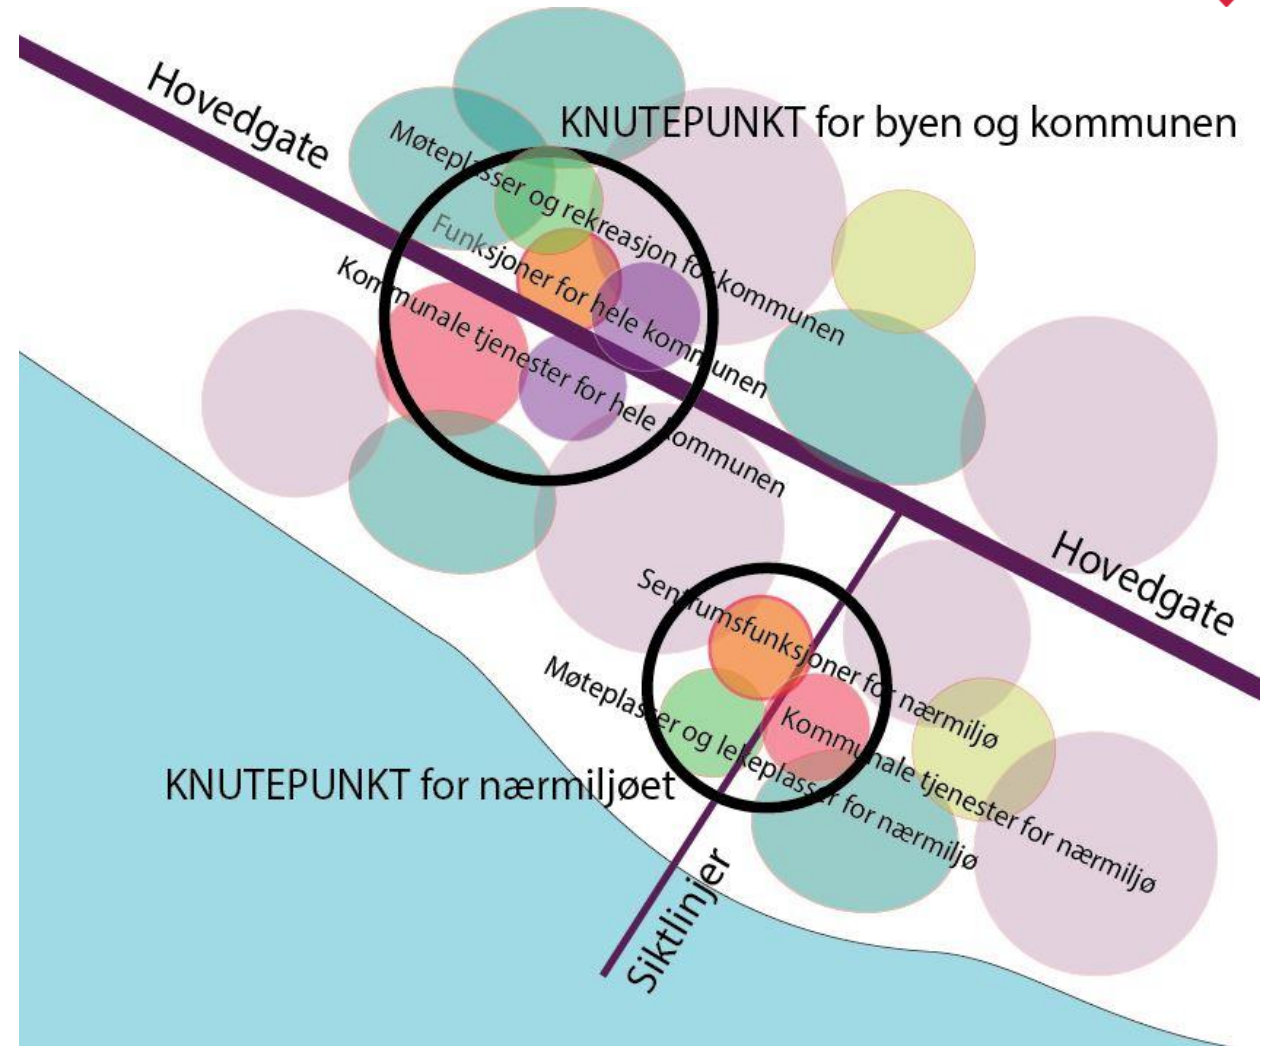 Hovedgate
KNUTEPUNKT for byen og kommunen
Møteplasser og rekreasjon for kommunen
Funksjoner for hele kommunen
Kommunale tjenester for hele kommunen
Hovedgate
Sentrumsfunksjoner for nærmiljø
Møteplasser og lekeplasser for nærmiljø
Kommunale tjenester for nærmiljø
KNUTEPUNKT for nærmiljøet
Siktlinjer